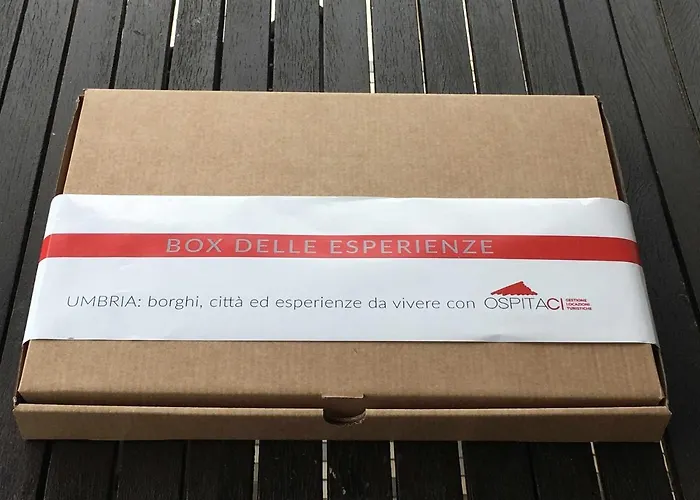 BOX DELLE ESPERIENZE
UMBRIA: borghi, città ed esperienze da vivere con OSPITACI
GESTIONE
LOCAZIONI
TURISTICHE